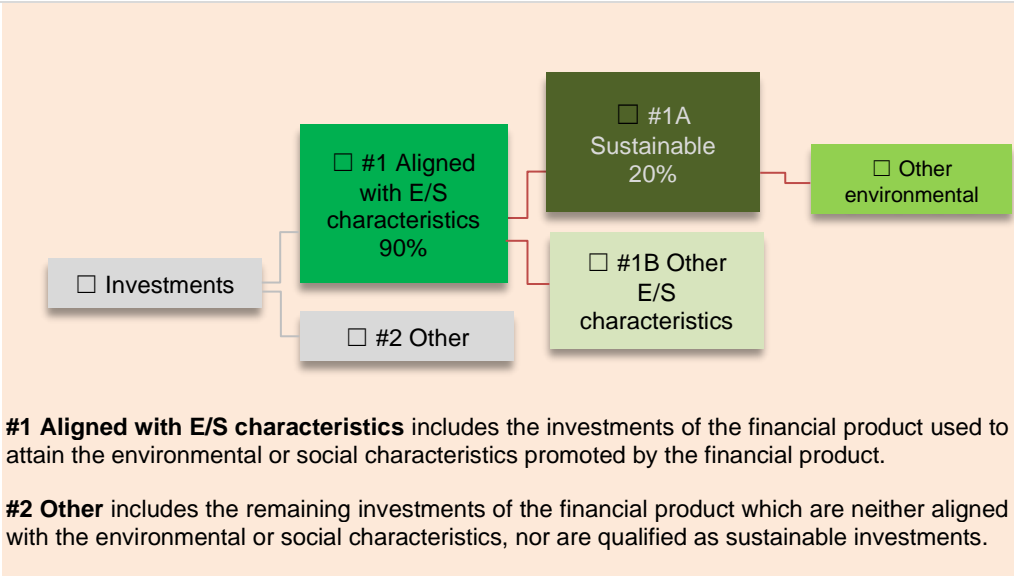 ☐ Investments
☐ #1 Aligned
with E/S
characteristics
90%
☐ #2 Other
☐ #1A
Sustainable
20%
☐ #1B Other
E/S
characteristics
☐ Other
environmental
#1 Aligned with E/S characteristics includes the investments of the financial product used to
attain the environmental or social characteristics promoted by the financial product.
#2 Other includes the remaining investments of the financial product which are neither aligned
with the environmental or social characteristics, nor are qualified as sustainable investments.